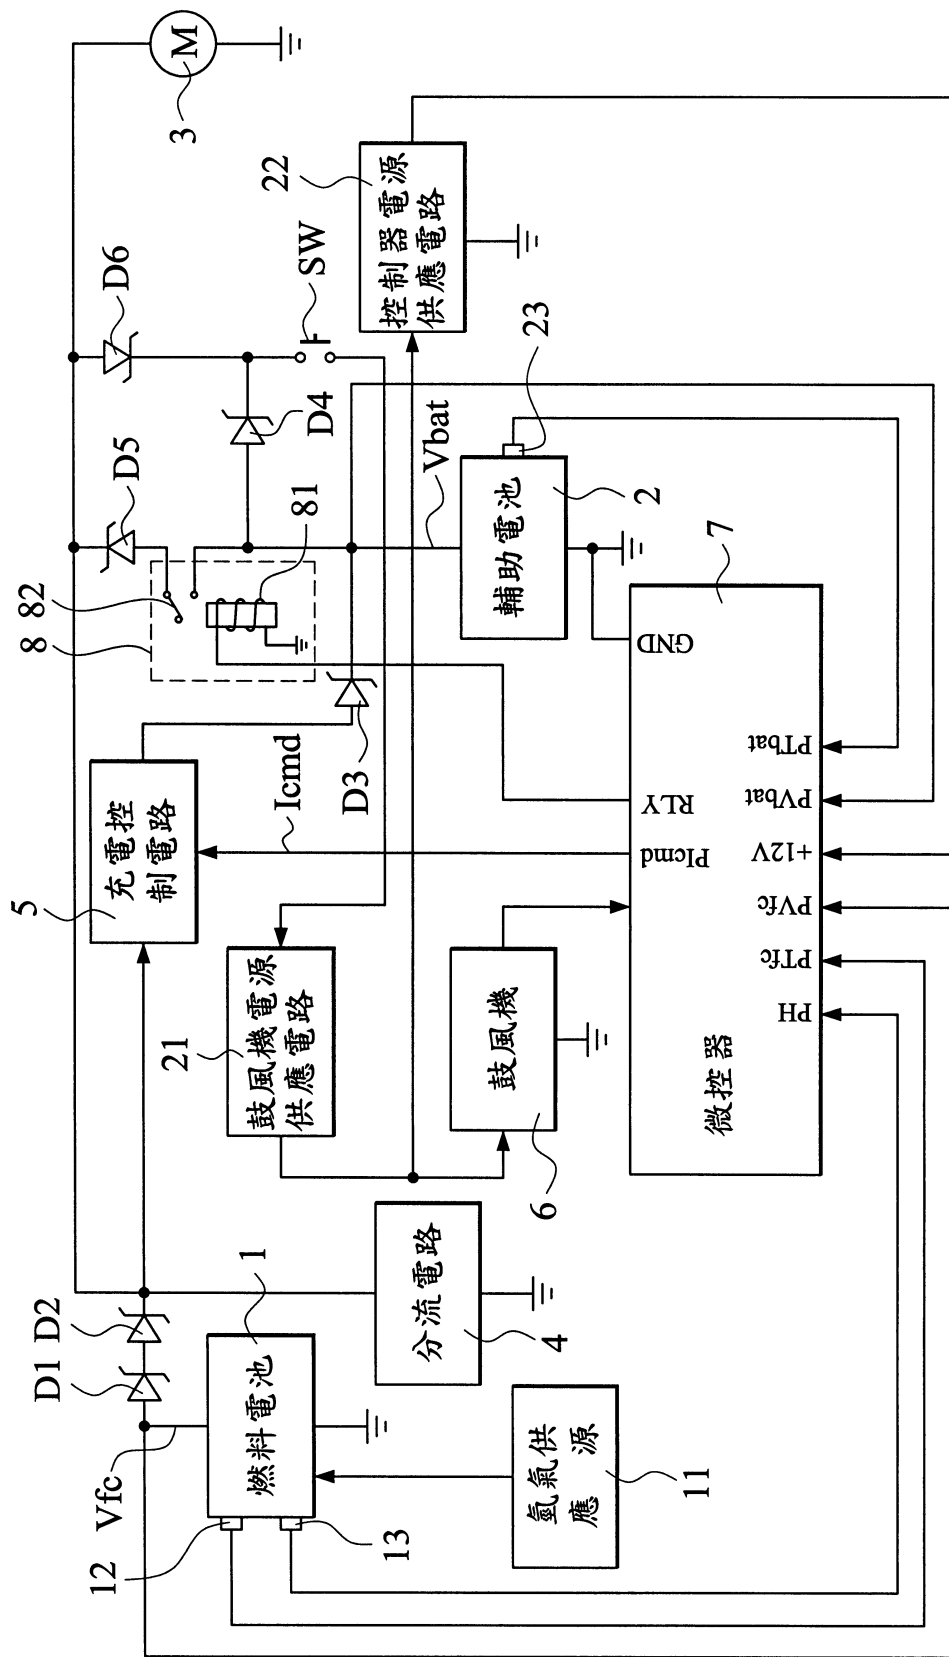 Vfc
D1
D2
12
燃料電池
1
13
氫氣供
應 源
11
分流電路
4
充電控
制電路
5
鼓風機電源
供應電路
21
鼓風機
6
Icmd
D3
8
82
81
D5
D6
D4
SW
M
3
Vbat
輔助電池
2
23
控制器電源
供應電路
22
微控器
7
PH
PTfc
PVfc
+12V
PVbat
PTbat
PIcmd
RLY
GND